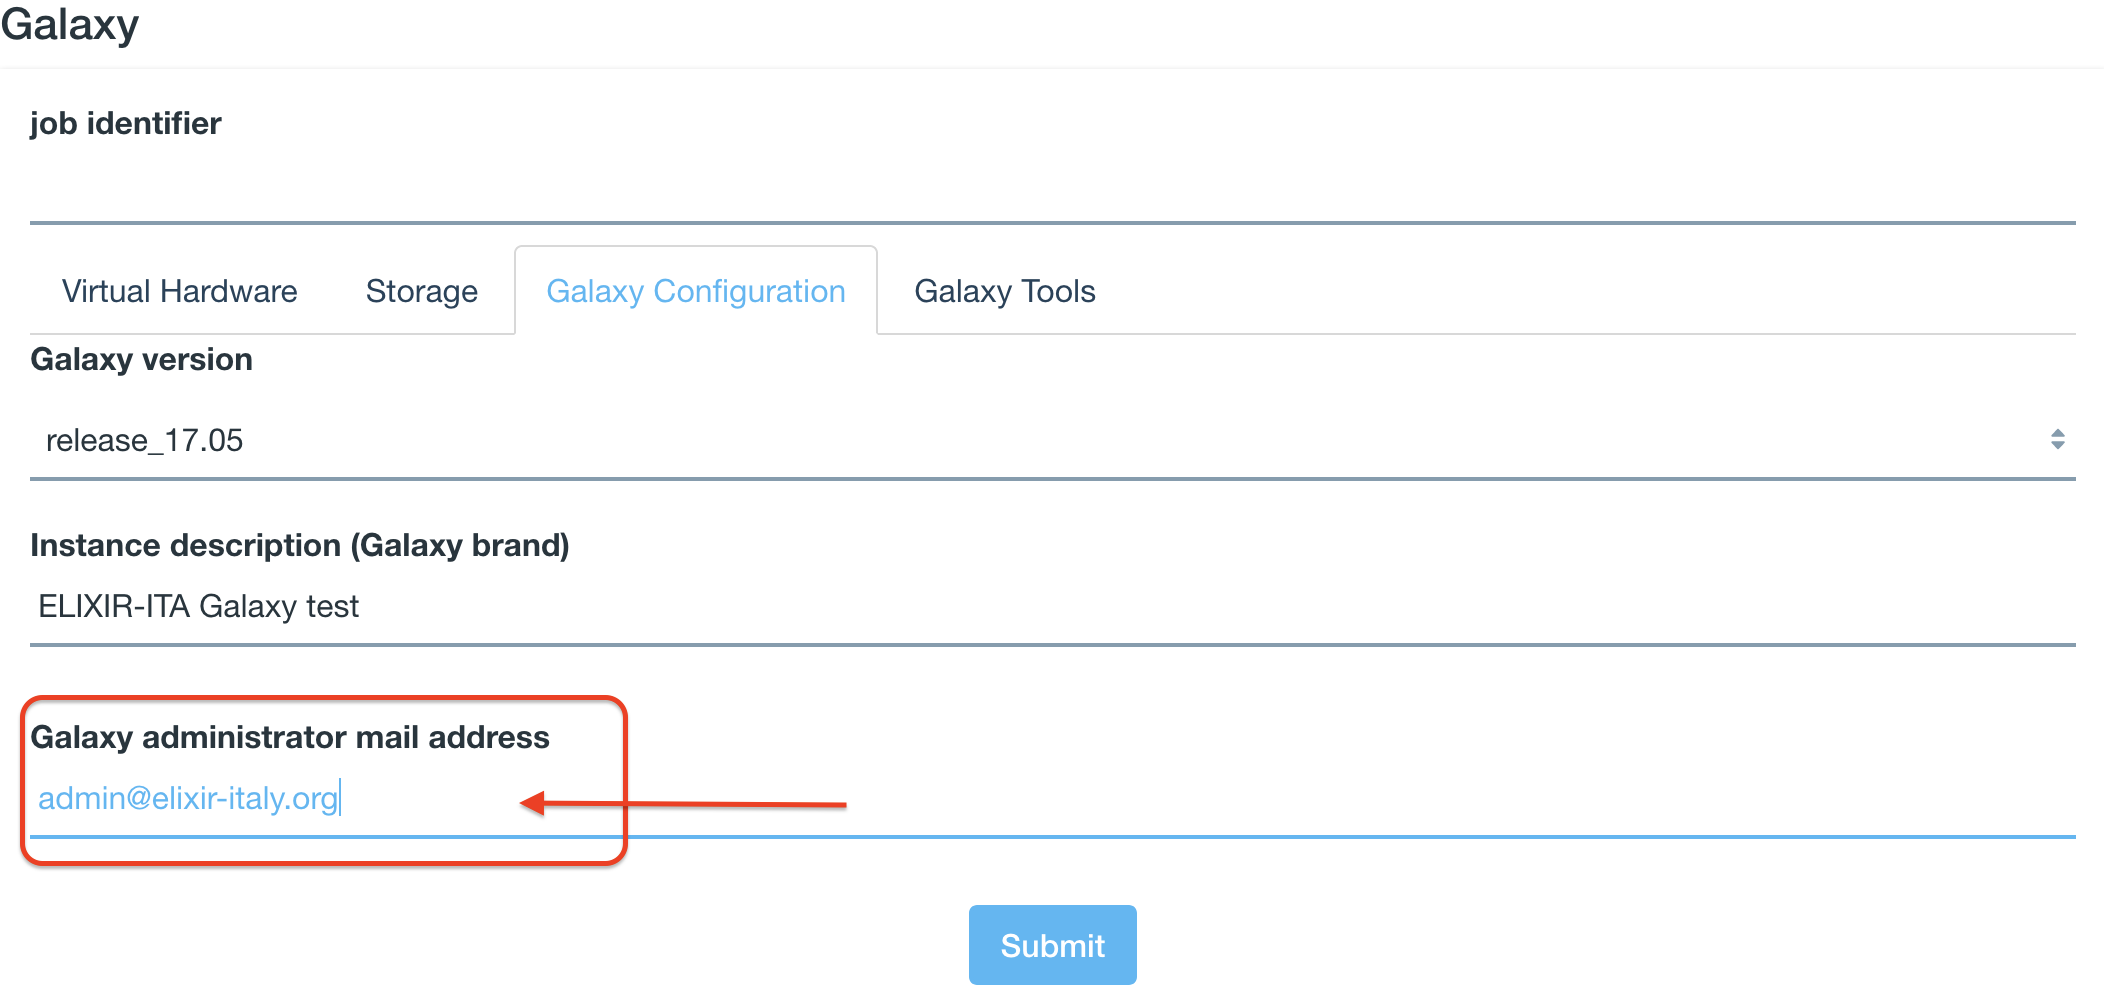 Galaxy
job identifier
Virtual Hardware Storage Galaxy Configuration Galaxy Tools
Galaxy version
release_17.05
Instance description (Galaxy brand)
ELIXIR-ITA Galaxy test
Galaxy administrator mail address
admin@elixir-italy.org
Submit